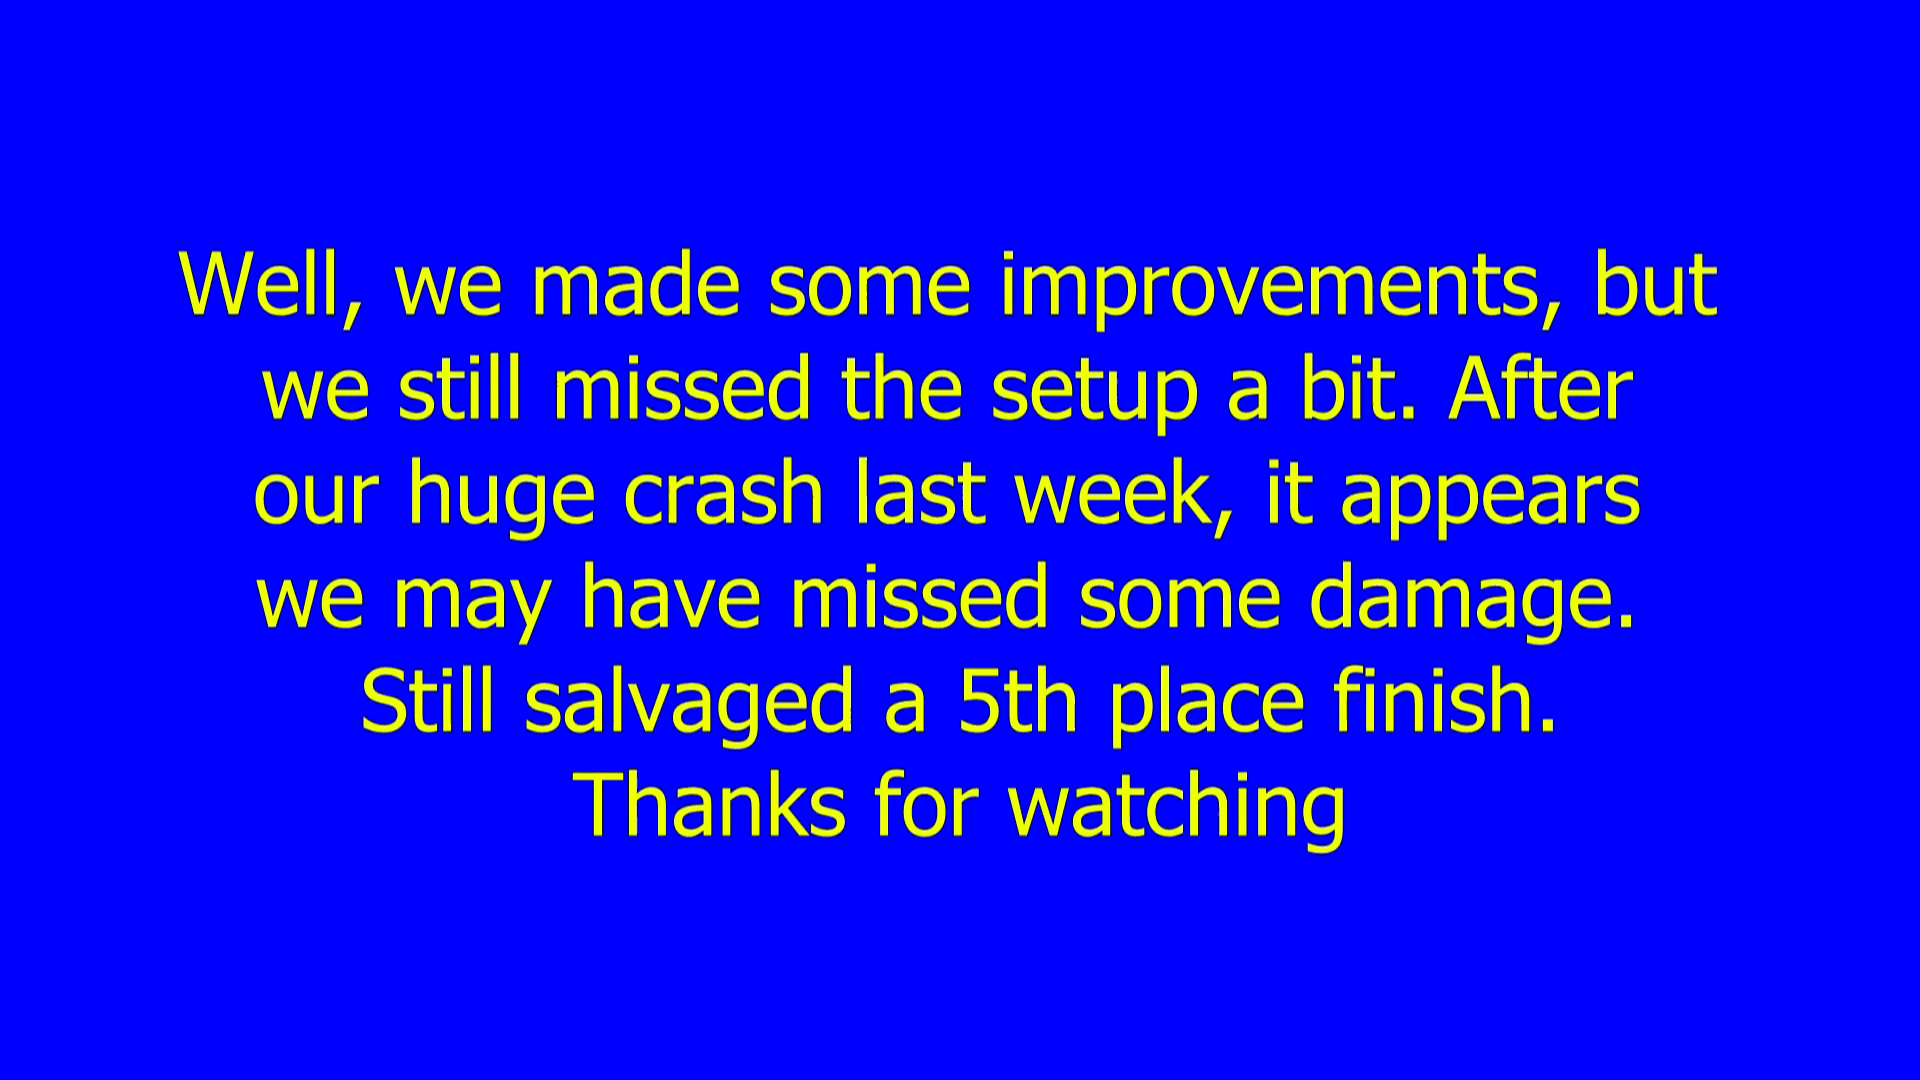 Well, we made some improvements, but
we still missed the setup a bit. After
our huge crash last week, it appears
we may have missed some damage.
Still salvaged a 5th place finish.
Thanks for watching